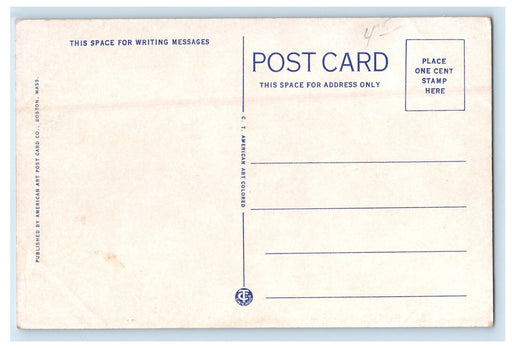 THIS SPACE FOR WRITING MESSAGES
POST CARD
THIS SPACE FOR ADDRESS ONLY
PLACE
ONE CENT
STAMP
HERE
PUBLISHED BY AMERICAN ART POST CARD CO., BOSTON, MASS.
C. T. AMERICAN ART COLORED